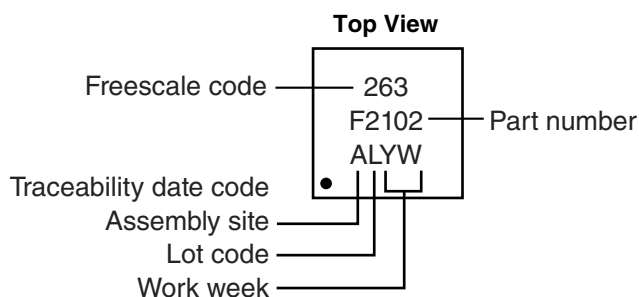 Top View
Freescale code
263
F2102
Part number
ALYW
Traceability date code
Assembly site
Lot code
Work week